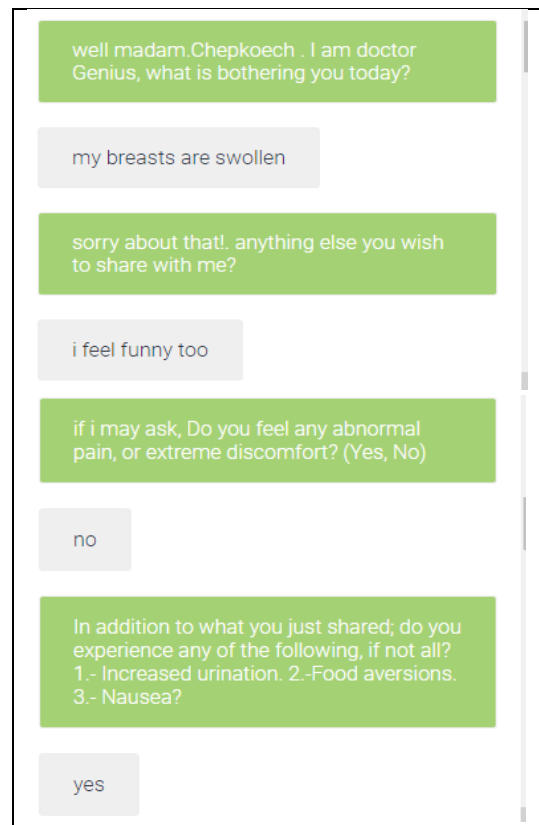 well madam.Chepkoech . I am doctor
Genius, what is bothering you today?
my breasts are swollen
sorry about that!. anything else you wish
to share with me?
i feel funny too
if i may ask, Do you feel any abnormal
pain, or extreme discomfort? (Yes, No)
no
In addition to what you just shared; do you
experience any of the following, if not all?
1.- Increased urination. 2.-Food aversions.
3.- Nausea?
yes